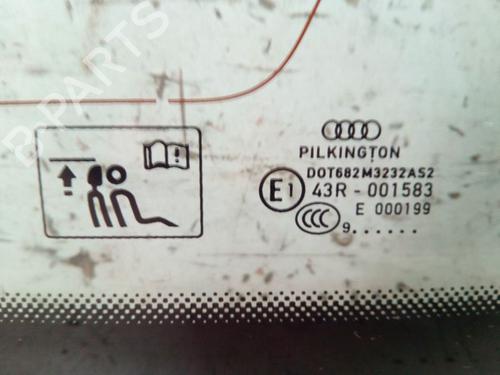 PILKINGTON
DOT682M3232AS2
E1 43R - 001583
E 000199
CCC 9......
B-PARTS